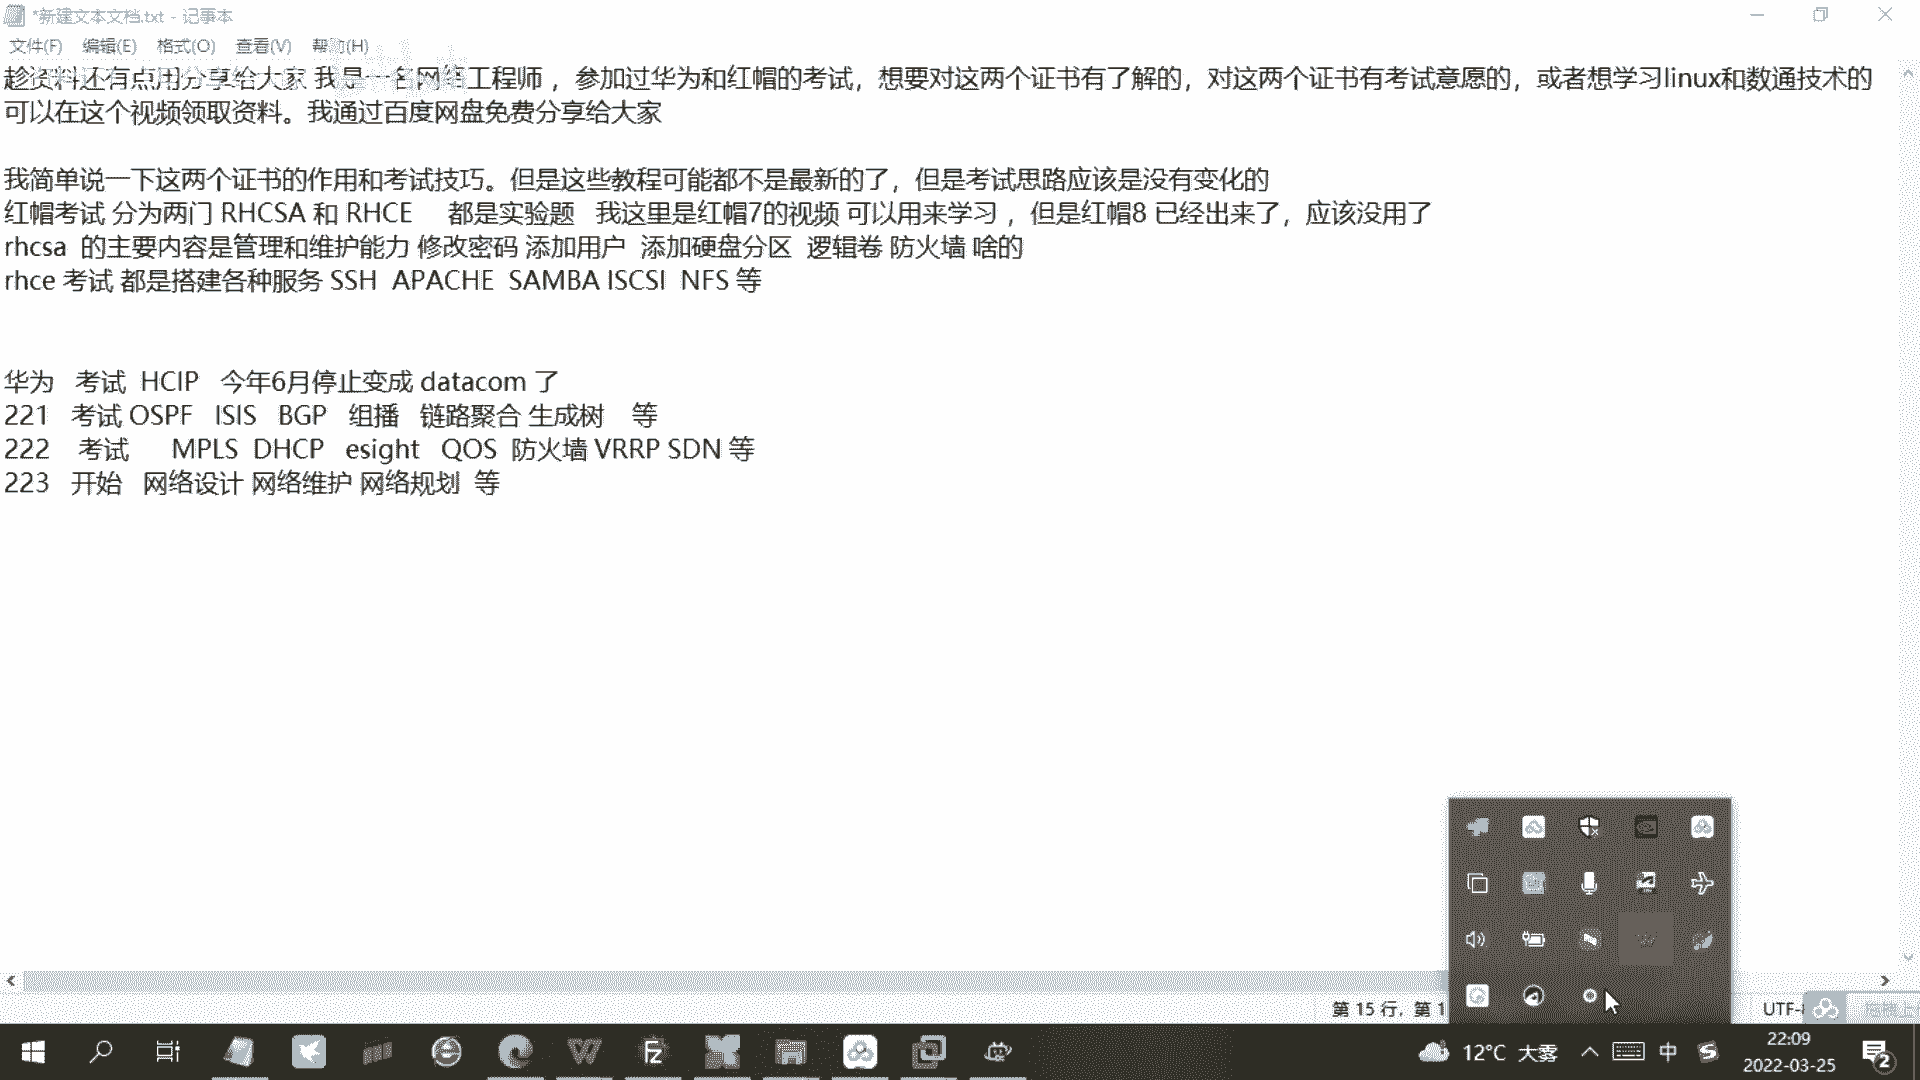 *新建文本文档.txt - 记事本
文件(F) 编辑(E) 格式(O) 查看(V) 帮助(H)
趁资料还有点用分享给大家 我是一名网络工程师 ，参加过华为和红帽的考试，想要对这两个证书有了解的，对这两个证书有考试意愿的，或者想学习linux和数通技术的
可以在这个视频领取资料。我通过百度网盘免费分享给大家
我简单说一下这两个证书的作用和考试技巧。但是这些教程可能都不是最新的了，但是考试思路应该是没有变化的
红帽考试 分为两门 RHCSA 和 RHCE 都是实验题 我这里是红帽7的视频 可以用来学习 ，但是红帽8 已经出来了，应该没用了
rhcsa 的主要内容是管理和维护能力 修改密码 添加用户 添加硬盘分区 逻辑卷 防火墙 啥的
rhce 考试 都是搭建各种服务 SSH APACHE SAMBA ISCSI NFS 等
华为 考试 HCIP 今年6月停止变成 datacom 了
221 考试 OSPF ISIS BGP 组播 链路聚合 生成树 等
222 考试 MPLS DHCP esight QOS 防火墙 VRRP SDN 等
223 开始 网络设计 网络维护 网络规划 等
第 15 行，第 1
UTF-
12°C 大雾
中
22:09
2022-03-25
2